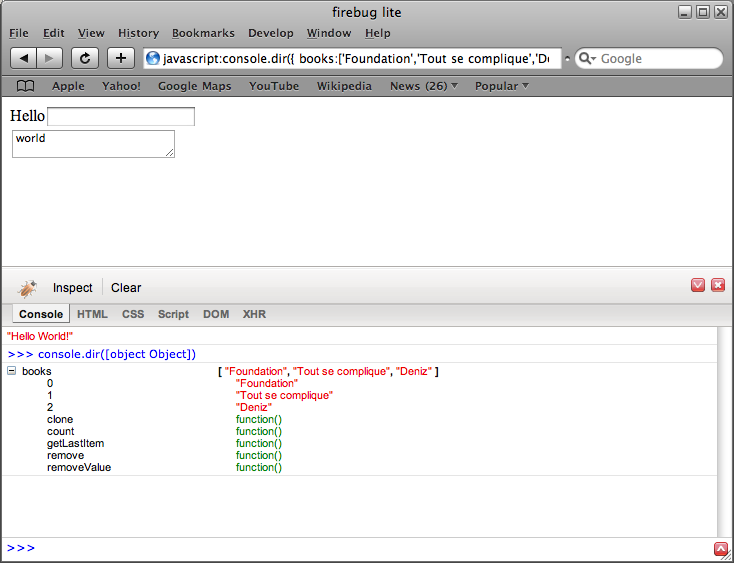 firebug lite
File Edit View History Bookmarks Develop Window Help
javascript:console.dir({ books:['Foundation','Tout se complique','De
Google
Apple Yahoo! Google Maps YouTube Wikipedia News (26) Popular
Hello
world
Inspect Clear
Console HTML CSS Script DOM XHR
"Hello World!"
>>> console.dir([object Object])
books [ "Foundation", "Tout se complique", "Deniz" ]
0 "Foundation"
1 "Tout se complique"
2 "Deniz"
clone function()
count function()
getLastItem function()
remove function()
removeValue function()
>>>